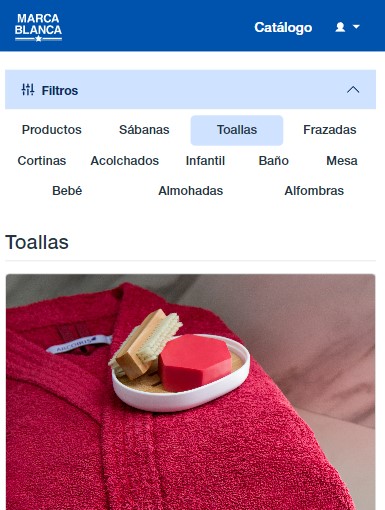 MARCA
BLANCA
Catálogo
Filtros
Productos Sábanas Toallas Frazadas
Cortinas Acolchados Infantil Baño Mesa
Bebé Almohadas Alfombras
Toallas